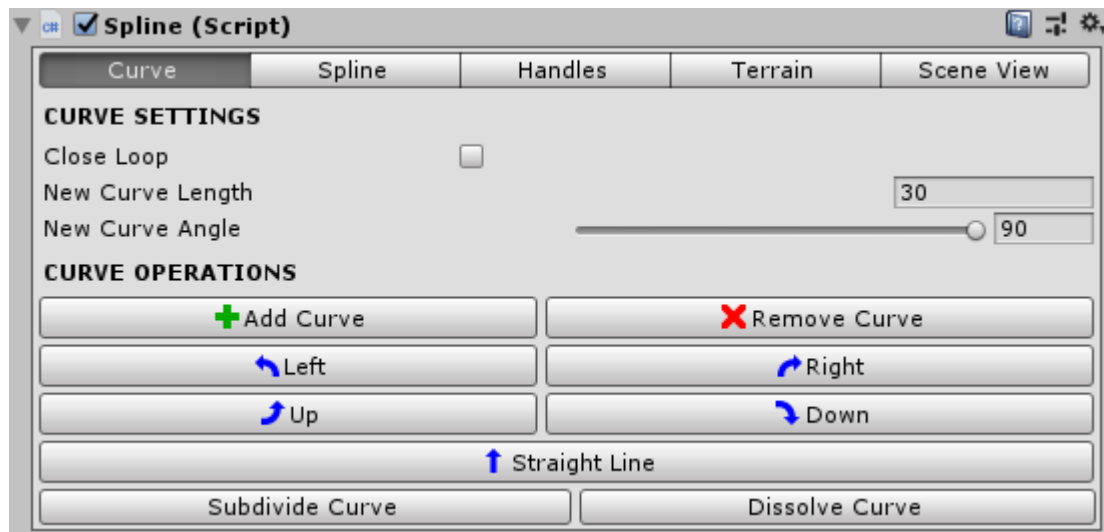 c# Spline (Script)
Curve Spline Handles Terrain Scene View
CURVE SETTINGS
Close Loop
New Curve Length 30
New Curve Angle 90
CURVE OPERATIONS
Add Curve Remove Curve
Left Right
Up Down
Straight Line
Subdivide Curve Dissolve Curve